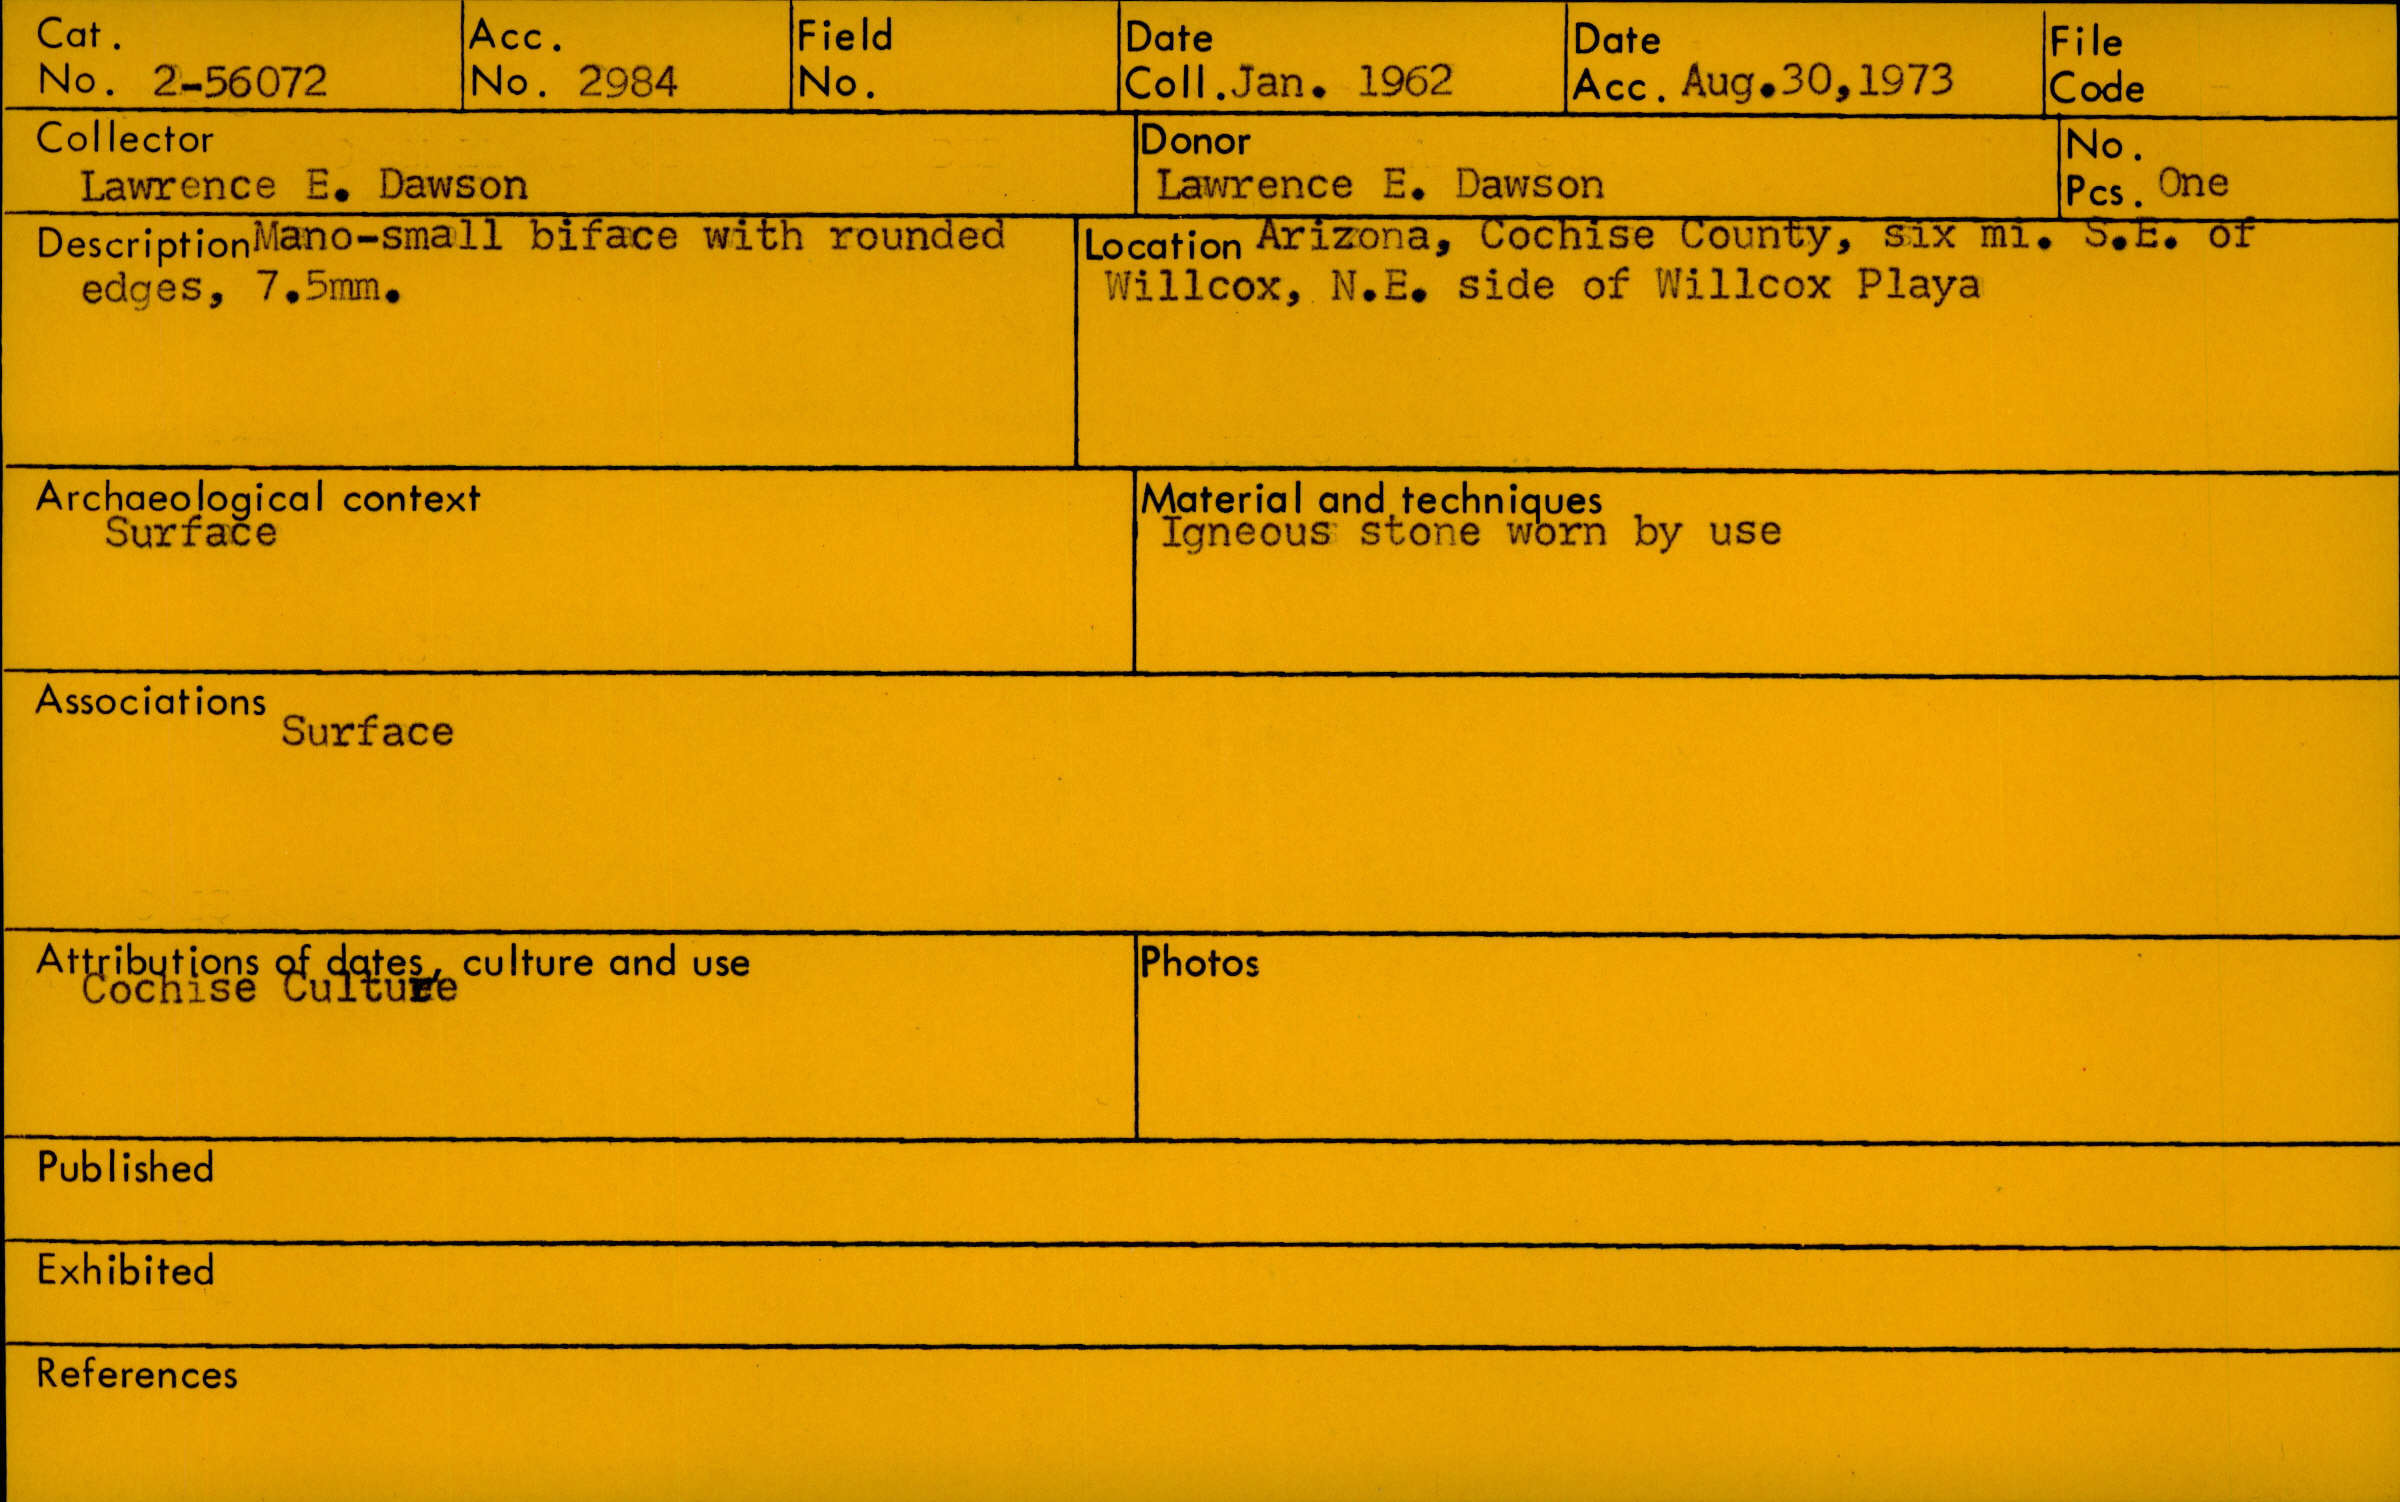 Cat. No. 2-56072
Acc. No. 2984
Field No.
Date Coll. Jan. 1962
Date Acc. Aug.30,1973
File Code
Collector
Lawrence E. Dawson
Donor
Lawrence E. Dawson
No. Pcs. One
Description Mano-small biface with rounded
edges, 7.5mm.
Location Arizona, Cochise County, six mi. S.E. of
Willcox, N.E. side of Willcox Playa
Archaeological context
Surface
Material and techniques
Igneous stone worn by use
Associations
Surface
Attributions of dates, culture and use
Cochise Culture
Photos
Published
Exhibited
References